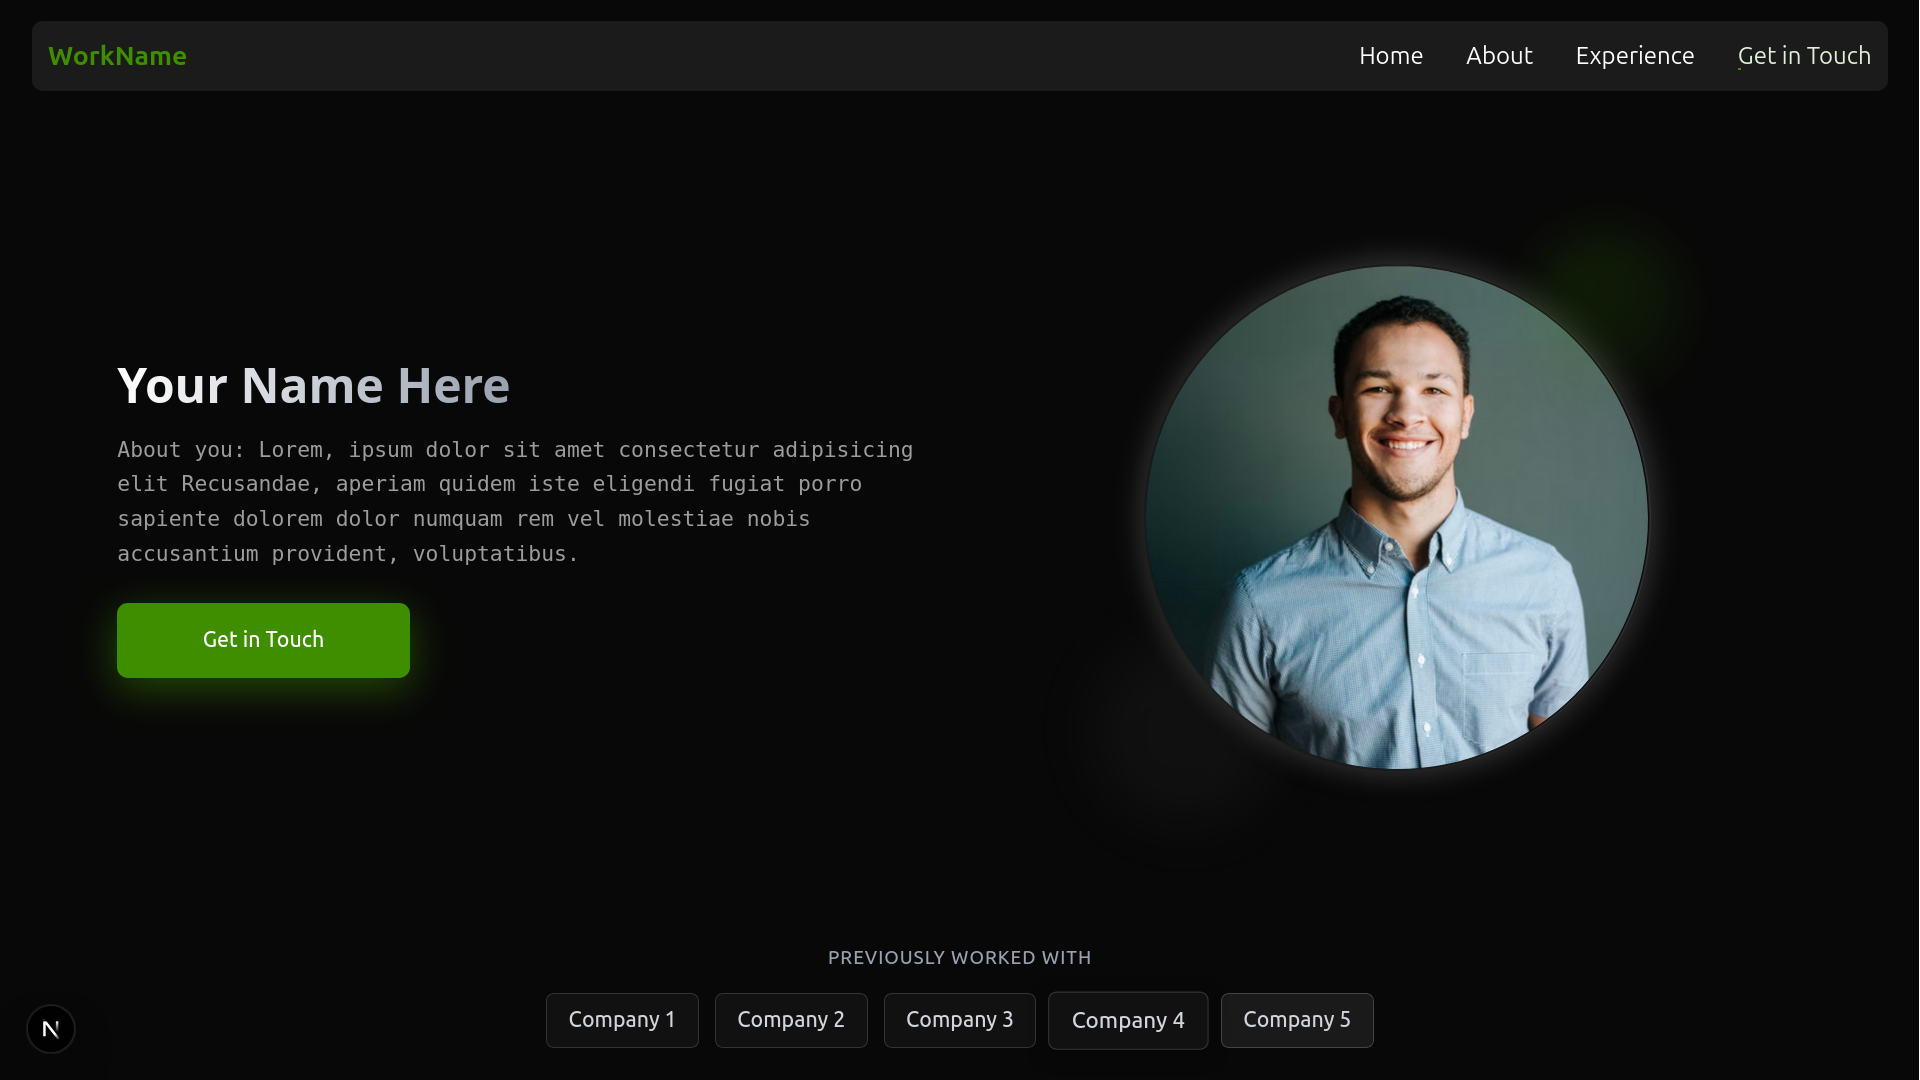 WorkName
Home
About
Experience
Get in Touch
Your Name Here
About you: Lorem, ipsum dolor sit amet consectetur adipisicing
elit Recusandae, aperiam quidem iste eligendi fugiat porro
sapiente dolorem dolor numquam rem vel molestiae nobis
accusantium provident, voluptatibus.
Get in Touch
PREVIOUSLY WORKED WITH
Company 1
Company 2
Company 3
Company 4
Company 5
N